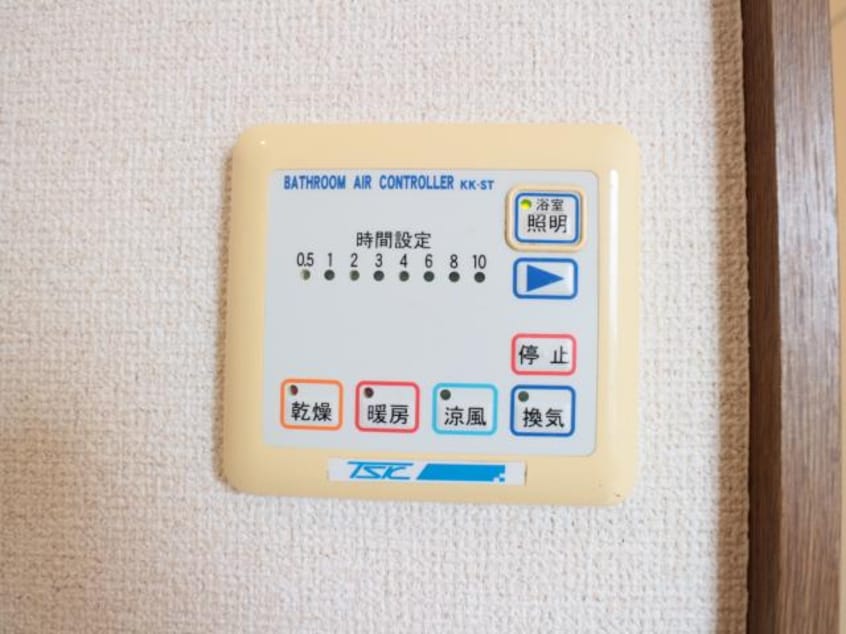 BATHROOM AIR CONTROLLER KK-ST
浴室
照明
時間設定
0.5 1 2 3 4 6 8 10
停止
乾燥 暖房 涼風 換気
TSK